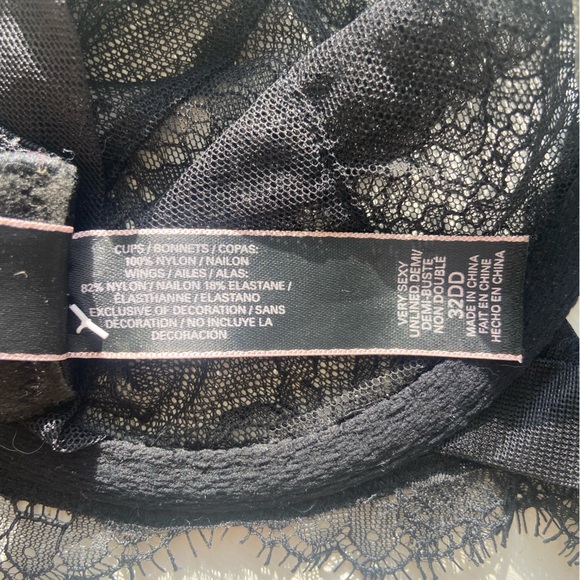 CUPS / BONNETS / COPAS:
100% NYLON / NAILON
WINGS / AILES / ALAS:
82% NYLON / NAILON 18% ELASTANE /
ÉLASTHANNE / ELASTANO
EXCLUSIVE OF DECORATION / SANS
DÉCORATION / NO INCLUYE LA
DECORACIÓN
VERY SEXY
UNLINED DEMI/
DEMI-BUSTE
NON DOUBLÉ
32DD
MADE IN CHINA
FAIT EN CHINE
HECHO EN CHINA